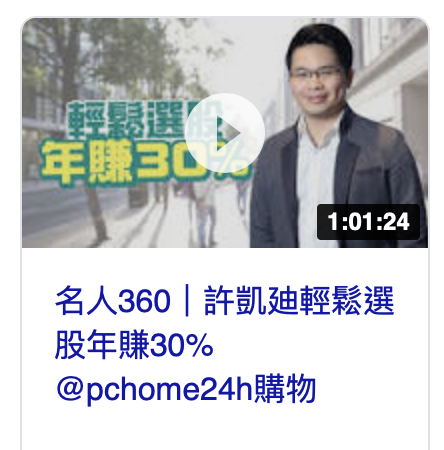 輕鬆選股
年賺30%
1:01:24
名人360｜許凱廸輕鬆選
股年賺30%
@pchome24h購物